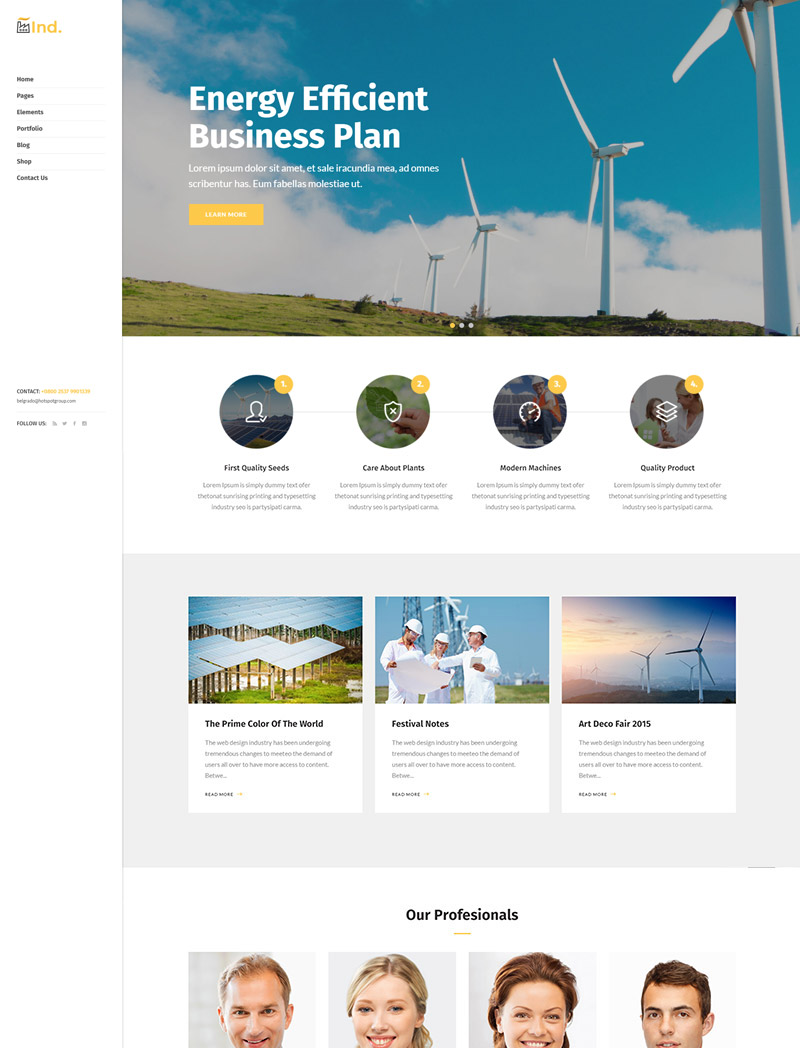 Ind.
Home
Pages
Elements
Portfolio
Blog
Shop
Contact Us
Energy Efficient
Business Plan
Lorem ipsum dolor sit amet, et sale iracundia mea, ad omnes
scribentur has. Eum fabellas molestiae ut.
LEARN MORE
CONTACT:
belgrado@hotspotgroup.com
FOLLOW US:
1.
2.
3.
4.
First Quality Seeds
Lorem Ipsum is simply dummy text ofer
thetonat sunrising printing and typesetting
industry seo is partysipati carma.
Care About Plants
Lorem Ipsum is simply dummy text ofer
thetonat sunrising printing and typesetting
industry seo is partysipati carma.
Modern Machines
Lorem Ipsum is simply dummy text ofer
thetonat sunrising printing and typesetting
industry seo is partysipati carma.
Quality Product
Lorem Ipsum is simply dummy text ofer
thetonat sunrising printing and typesetting
industry seo is partysipati carma.
The Prime Color Of The World
The web design industry has been undergoing
tremendous changes to meeteo the demand of
users all over to have more access to content.
Betwe...
READ MORE
Festival Notes
The web design industry has been undergoing
tremendous changes to meeteo the demand of
users all over to have more access to content.
Betwe...
READ MORE
Art Deco Fair 2015
The web design industry has been undergoing
tremendous changes to meeteo the demand of
users all over to have more access to content.
Betwe...
READ MORE
Our Profesionals